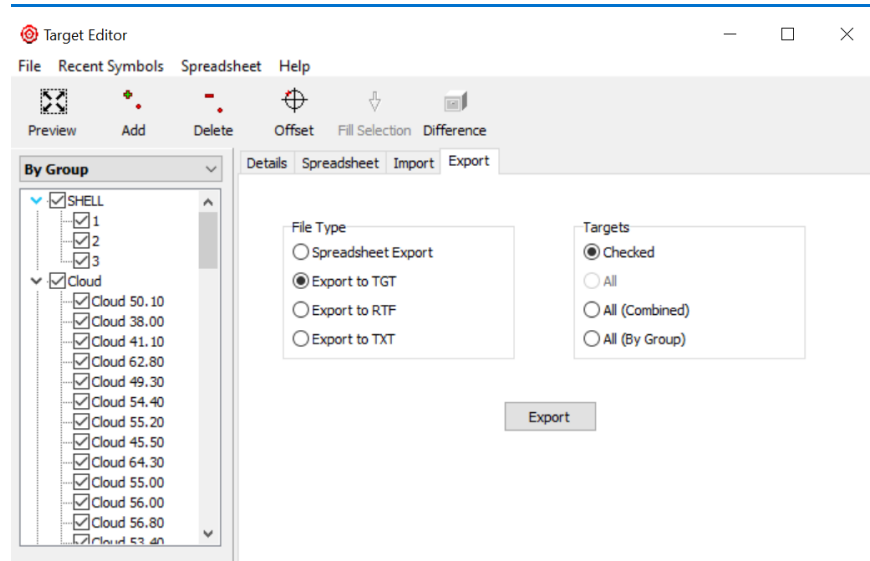 Target Editor
File Recent Symbols Spreadsheet Help
Preview Add Delete Offset Fill Selection Difference
By Group
Details Spreadsheet Import Export
SHELL
1
2
3
Cloud
Cloud 50.10
Cloud 38.00
Cloud 41.10
Cloud 62.80
Cloud 49.30
Cloud 54.40
Cloud 55.20
Cloud 45.50
Cloud 64.30
Cloud 55.00
Cloud 56.00
Cloud 56.80
Cloud 53.40
File Type
Spreadsheet Export
Export to TGT
Export to RTF
Export to TXT
Targets
Checked
All
All (Combined)
All (By Group)
Export